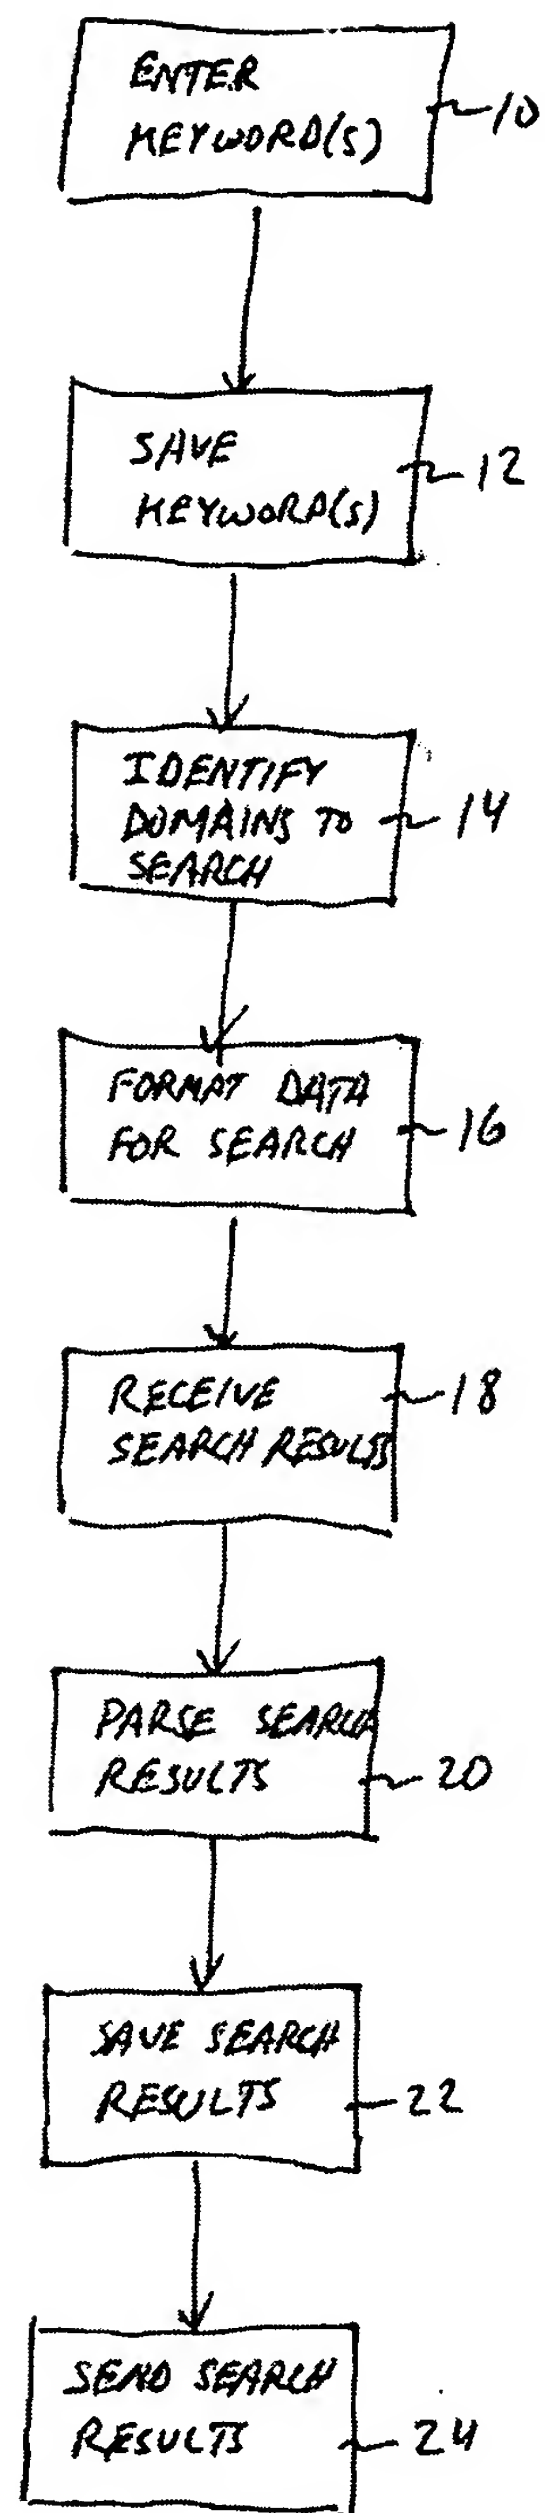 ENTER
KEYWORD(S)
10
SAVE
KEYWORD(S)
12
IDENTIFY
DOMAINS TO
SEARCH
14
FORMAT DATA
FOR SEARCH
16
RECEIVE
SEARCH RESULTS
18
PARSE SEARCH
RESULTS
20
SAVE SEARCH
RESULTS
22
SEND SEARCH
RESULTS
24